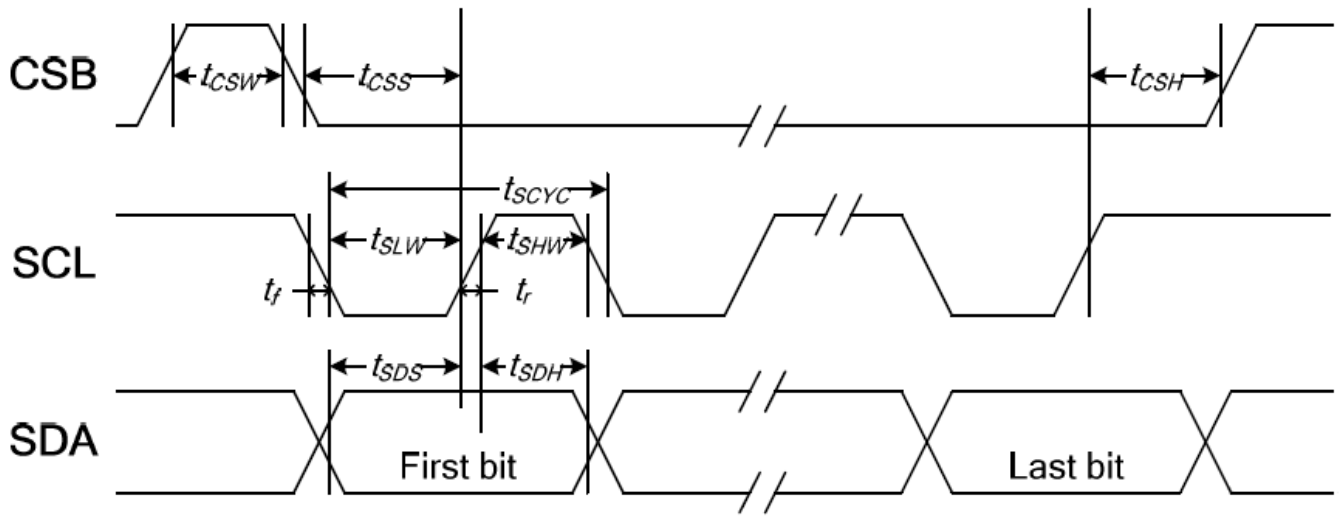 CSB
tCSW
tCSS
tCSH
tSCYC
SCL
tSLW
tSHW
tf
tr
tSDS
tSDH
SDA
First bit
Last bit